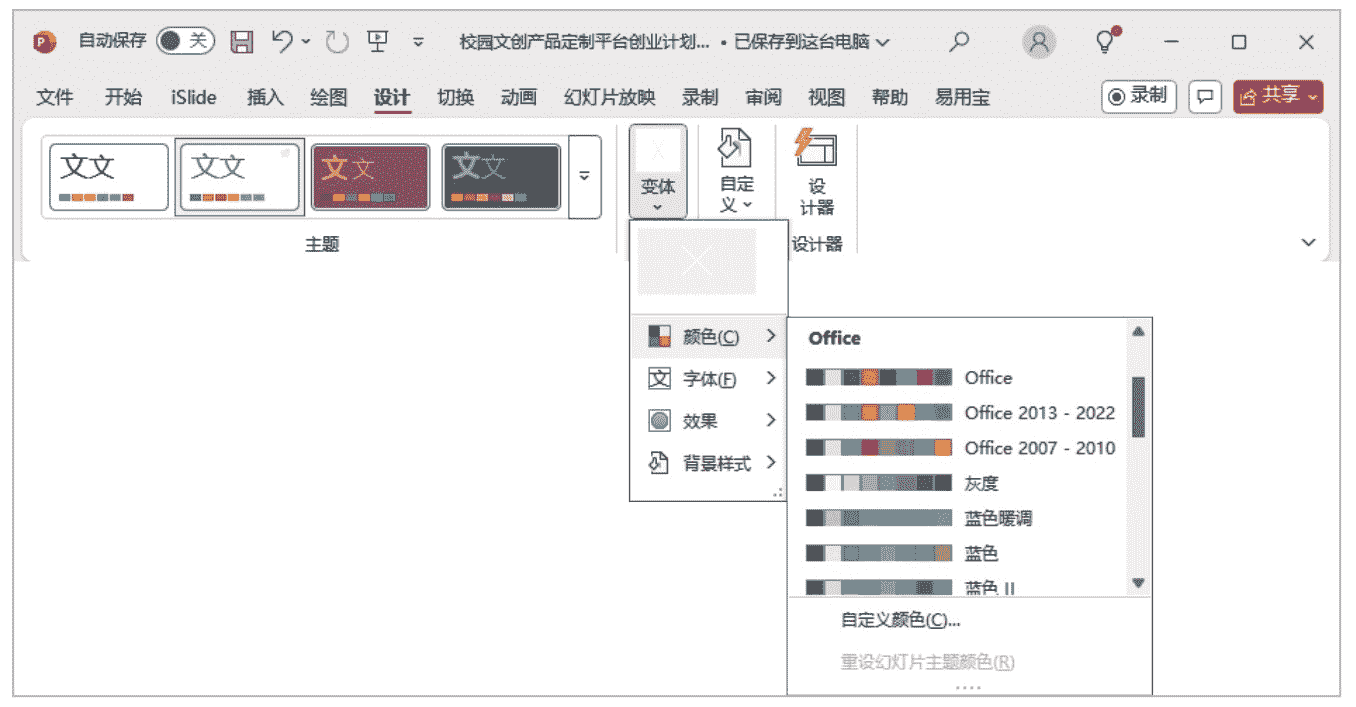 自动保存 关 校园文创产品定制平台创业计划... • 已保存到这台电脑
文件 开始 iSlide 插入 绘图 设计 切换 动画 幻灯片放映 录制 审阅 视图 帮助 易用宝 录制 共享
文文 文文 文文 文文
变体
自定义
设计器
主题
设计器
颜色(C)
字体(F)
效果
背景样式
Office
Office
Office 2013 - 2022
Office 2007 - 2010
灰度
蓝色暖调
蓝色
蓝色 II
自定义颜色(C)...
重设幻灯片主题颜色(R)